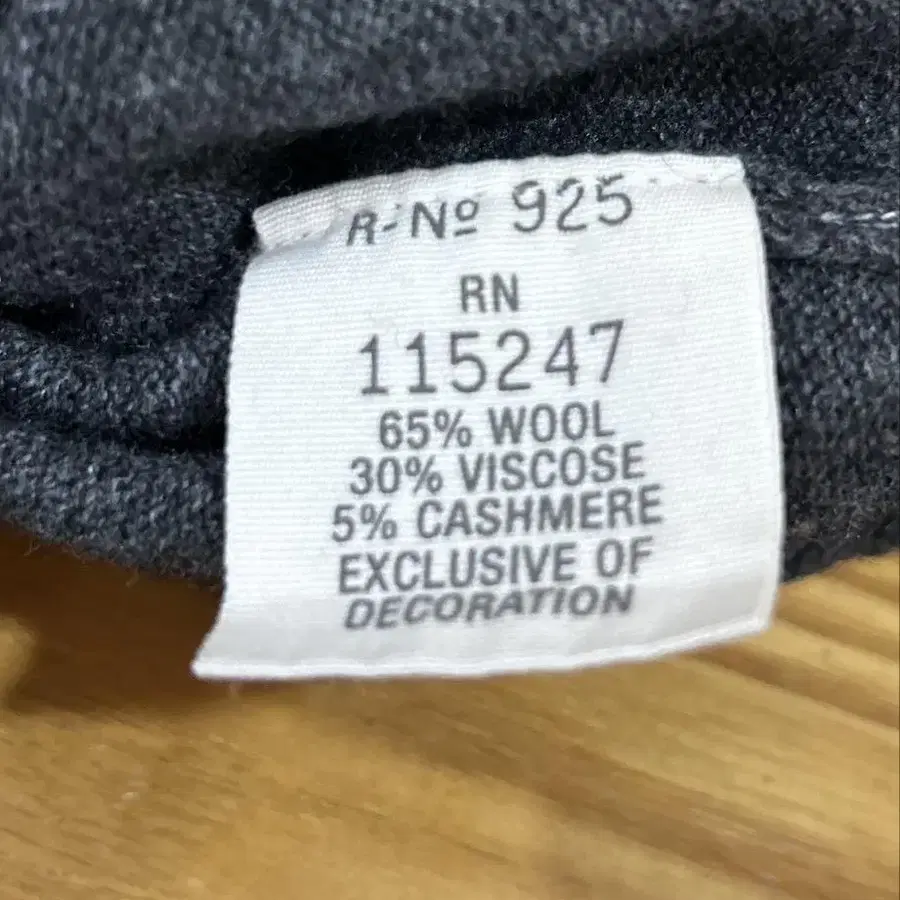 R-Nº 925
RN
115247
65% WOOL
30% VISCOSE
5% CASHMERE
EXCLUSIVE OF
DECORATION